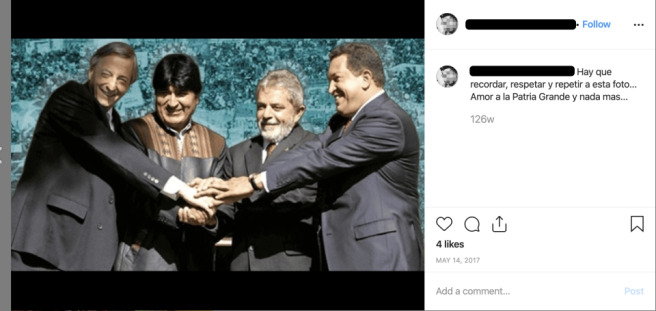 • Follow
Hay que
recordar, respetar y repetir a esta foto...
Amor a la Patria Grande y nada mas...
126w
4 likes
MAY 14, 2017
Add a comment...
Post